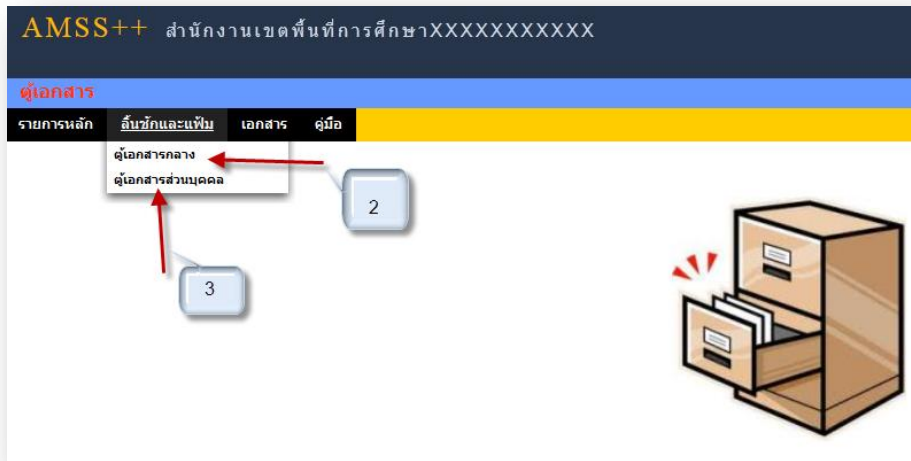 AMSS++ สำนักงานเขตพื้นที่การศึกษาXXXXXXXXXXX
ตู้เอกสาร
รายการหลัก ลิ้นชักและแฟ้ม เอกสาร คู่มือ
ตู้เอกสารกลาง
ตู้เอกสารส่วนบุคคล
2
3